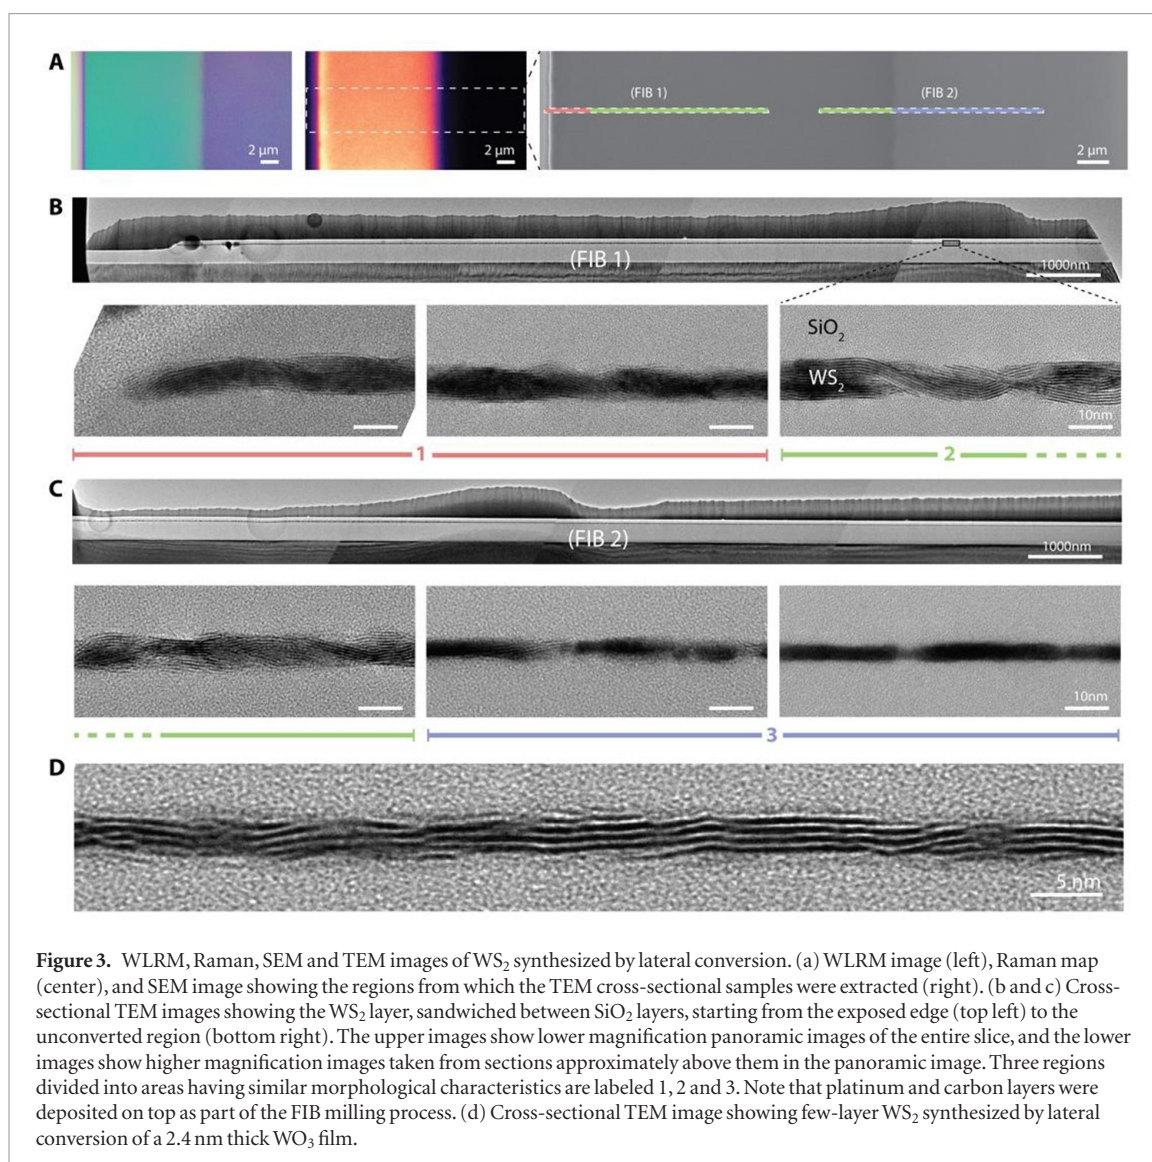 A
2 μm
2 μm
(FIB 1)
(FIB 2)
2 μm
B
(FIB 1)
1000nm
SiO₂
WS₂
10nm
1
2
C
(FIB 2)
1000nm
10nm
3
D
5 nm
Figure 3. WLRM, Raman, SEM and TEM images of WS₂ synthesized by lateral conversion. (a) WLRM image (left), Raman map
(center), and SEM image showing the regions from which the TEM cross-sectional samples were extracted (right). (b and c) Cross-
sectional TEM images showing the WS₂ layer, sandwiched between SiO₂ layers, starting from the exposed edge (top left) to the
unconverted region (bottom right). The upper images show lower magnification panoramic images of the entire slice, and the lower
images show higher magnification images taken from sections approximately above them in the panoramic image. Three regions
divided into areas having similar morphological characteristics are labeled 1, 2 and 3. Note that platinum and carbon layers were
deposited on top as part of the FIB milling process. (d) Cross-sectional TEM image showing few-layer WS₂ synthesized by lateral
conversion of a 2.4 nm thick WO₃ film.